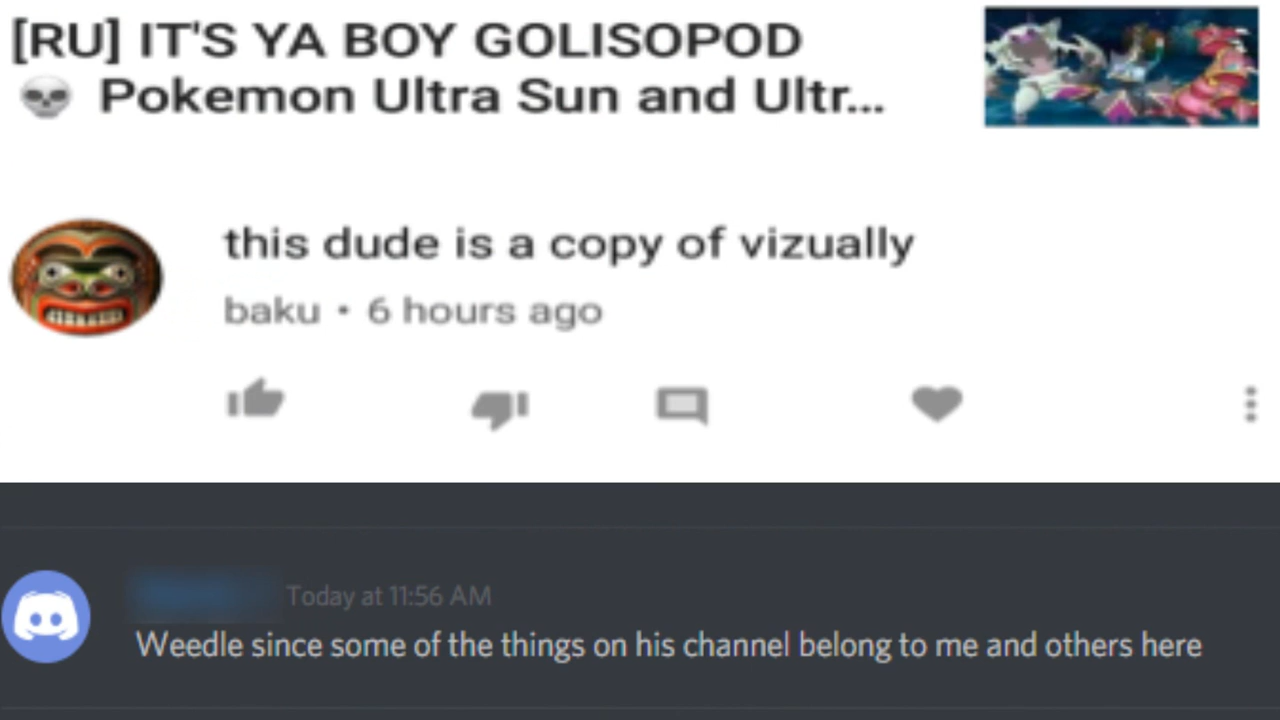 [RU] IT'S YA BOY GOLISOPOD
💀 Pokemon Ultra Sun and Ultr...
this dude is a copy of vizually
baku • 6 hours ago
Today at 11:56 AM
Weedle since some of the things on his channel belong to me and others here